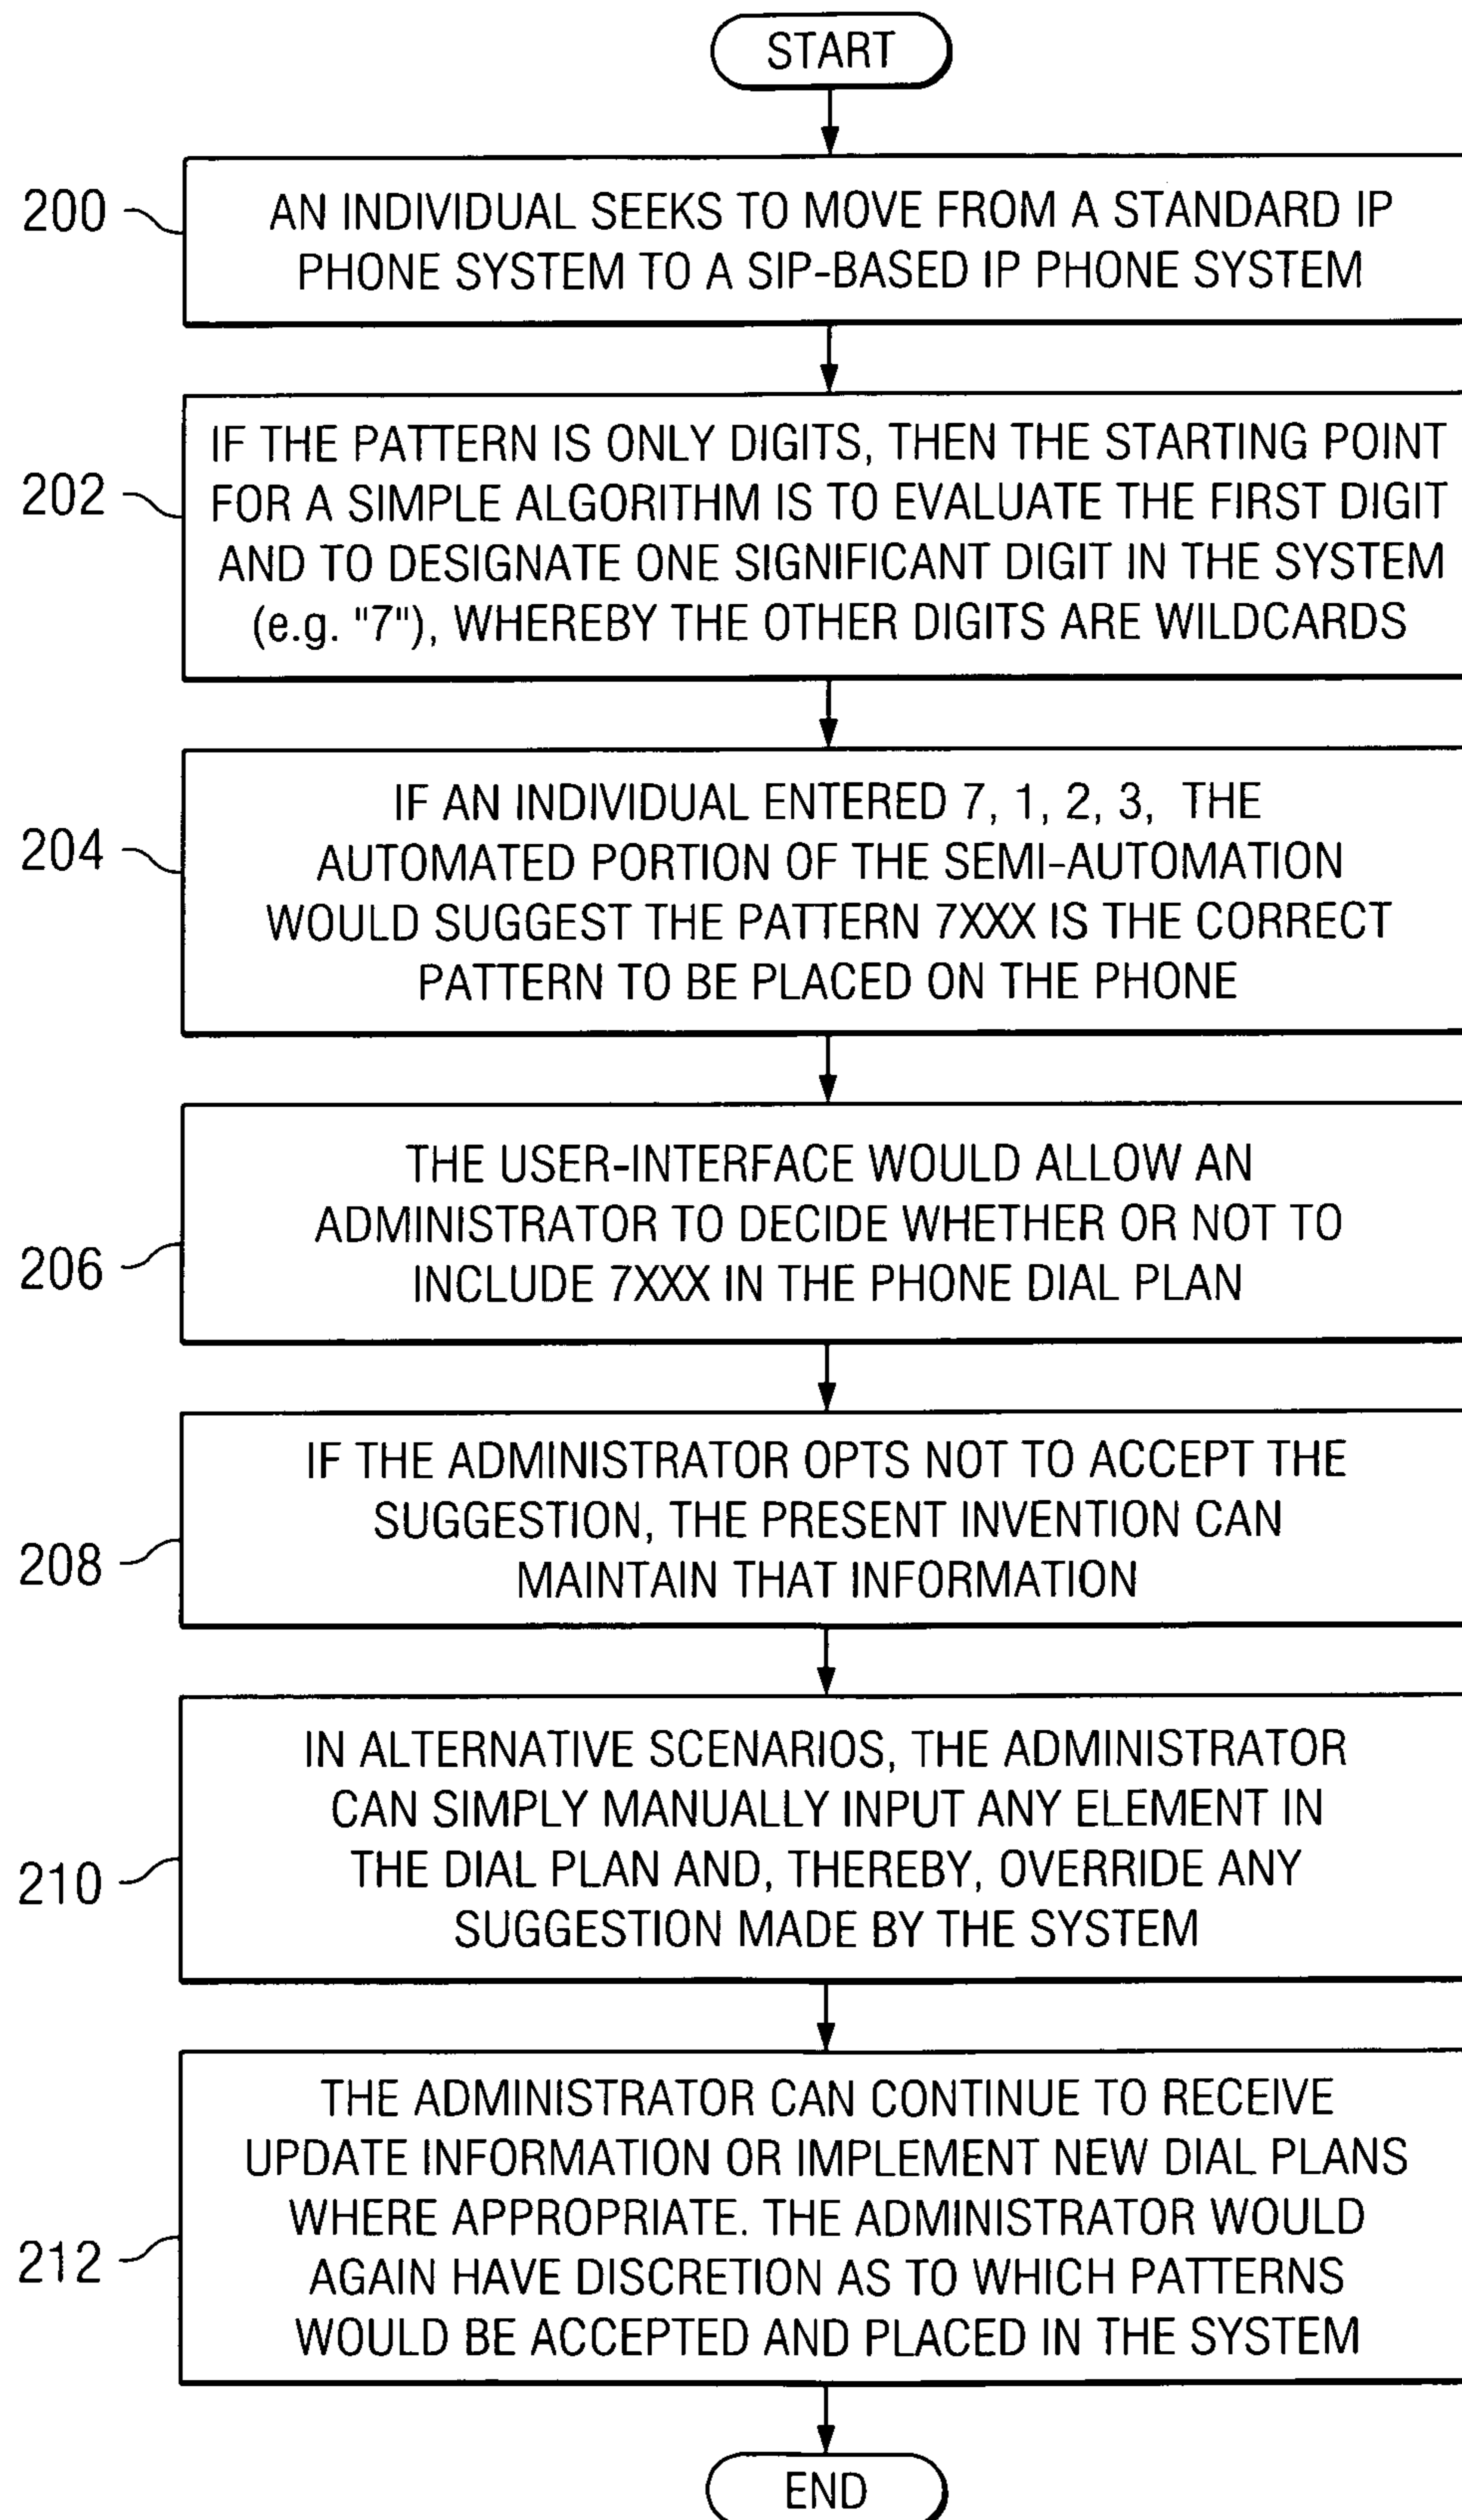 START
200
AN INDIVIDUAL SEEKS TO MOVE FROM A STANDARD IP
PHONE SYSTEM TO A SIP-BASED IP PHONE SYSTEM
202
IF THE PATTERN IS ONLY DIGITS, THEN THE STARTING POINT
FOR A SIMPLE ALGORITHM IS TO EVALUATE THE FIRST DIGIT
AND TO DESIGNATE ONE SIGNIFICANT DIGIT IN THE SYSTEM
(e.g. "7"), WHEREBY THE OTHER DIGITS ARE WILDCARDS
204
IF AN INDIVIDUAL ENTERED 7, 1, 2, 3, THE
AUTOMATED PORTION OF THE SEMI-AUTOMATION
WOULD SUGGEST THE PATTERN 7XXX IS THE CORRECT
PATTERN TO BE PLACED ON THE PHONE
206
THE USER-INTERFACE WOULD ALLOW AN
ADMINISTRATOR TO DECIDE WHETHER OR NOT TO
INCLUDE 7XXX IN THE PHONE DIAL PLAN
208
IF THE ADMINISTRATOR OPTS NOT TO ACCEPT THE
SUGGESTION, THE PRESENT INVENTION CAN
MAINTAIN THAT INFORMATION
210
IN ALTERNATIVE SCENARIOS, THE ADMINISTRATOR
CAN SIMPLY MANUALLY INPUT ANY ELEMENT IN
THE DIAL PLAN AND, THEREBY, OVERRIDE ANY
SUGGESTION MADE BY THE SYSTEM
212
THE ADMINISTRATOR CAN CONTINUE TO RECEIVE
UPDATE INFORMATION OR IMPLEMENT NEW DIAL PLANS
WHERE APPROPRIATE. THE ADMINISTRATOR WOULD
AGAIN HAVE DISCRETION AS TO WHICH PATTERNS
WOULD BE ACCEPTED AND PLACED IN THE SYSTEM
END